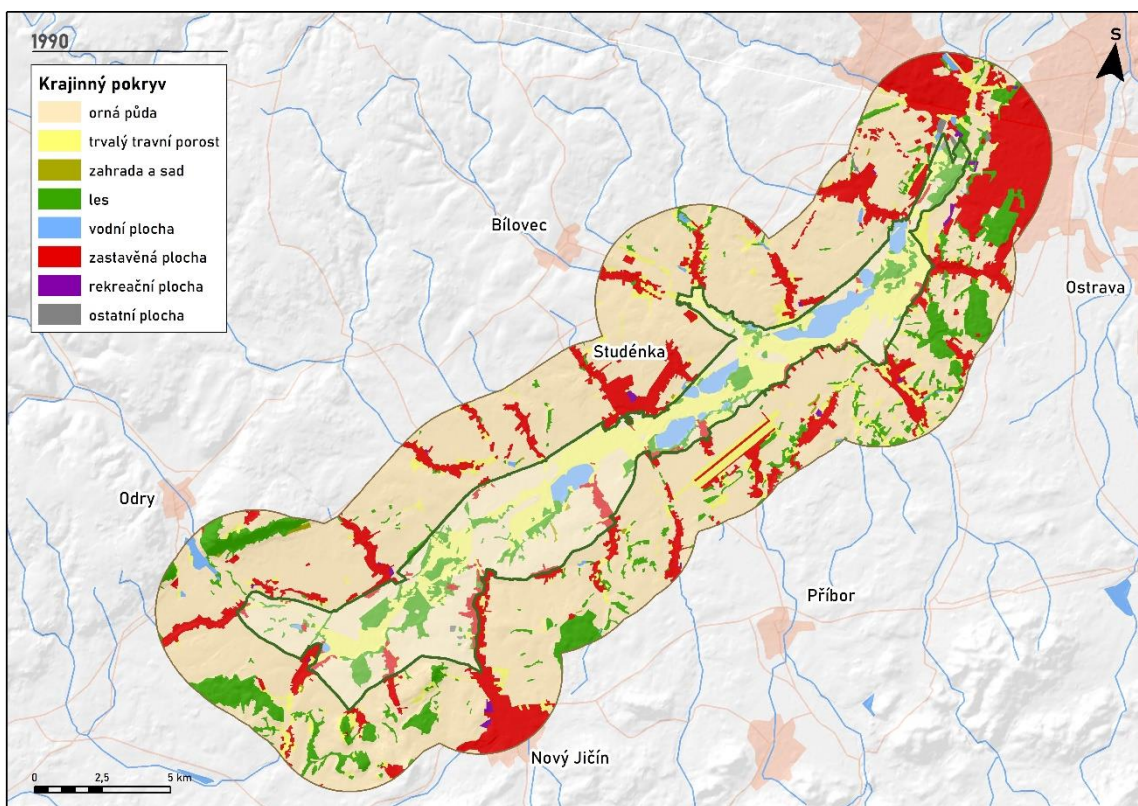 1990
Krajinný pokryv
orná půda
trvalý travní porost
zahrada a sad
les
vodní plocha
zastavěná plocha
rekreační plocha
ostatní plocha
S
Bílovec
Ostrava
Studénka
Odry
Příbor
Nový Jičín
0 2,5 5 km